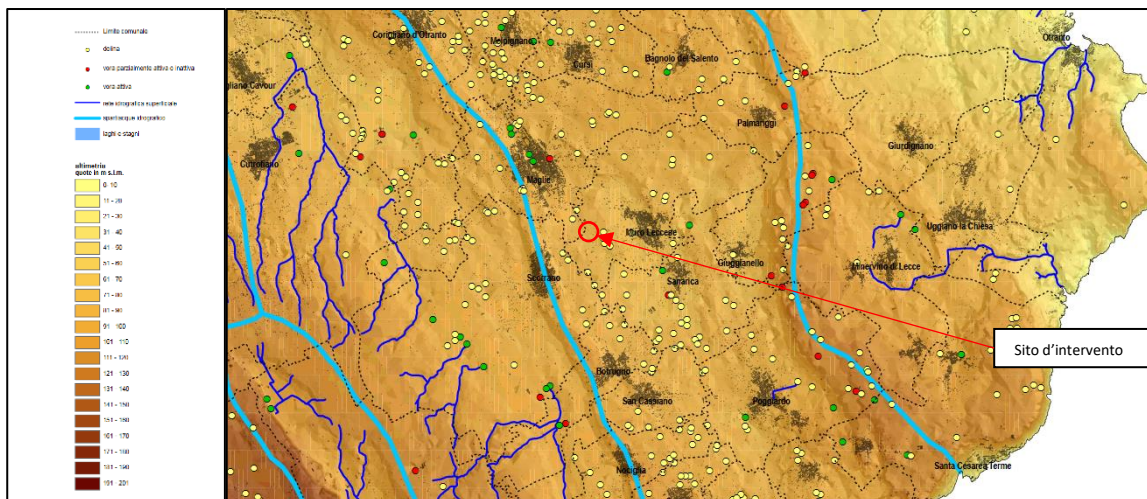 Limite comunale
dolina
vora parzialmente attiva o inattiva
vora attiva
rete idrografica superficiale
spartiacque idrografico
laghi e stagni
altimetria
quote in m s.l.m.
0 - 10
11 - 20
21 - 30
31 - 40
41 - 50
51 - 60
61 - 70
71 - 80
81 - 90
91 - 100
101 - 110
111 - 120
121 - 130
131 - 140
141 - 150
151 - 160
161 - 170
171 - 180
181 - 190
191 - 201
Corigliano d'Otranto
Melpignano
Cursi
Bagnolo del Salento
Otranto
gliano Cavour
Palmariggi
Giurdignano
Cutrofiano
Maglie
Muro Leccese
Uggiano la Chiesa
Giuggianello
Minervino di Lecce
Scorrano
Sanarica
Sito d'intervento
Botrugno
San Cassiano
Poggiardo
Nociglia
Santa Cesarea Terme